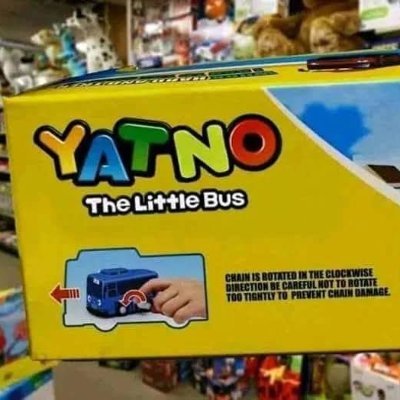 YATNO
The Little Bus
CHAIN IS ROTATED IN THE CLOCKWISE
DIRECTION BE CAREFUL NOT TO ROTATE
TOO TIGHTLY TO PREVENT CHAIN DAMAGE.